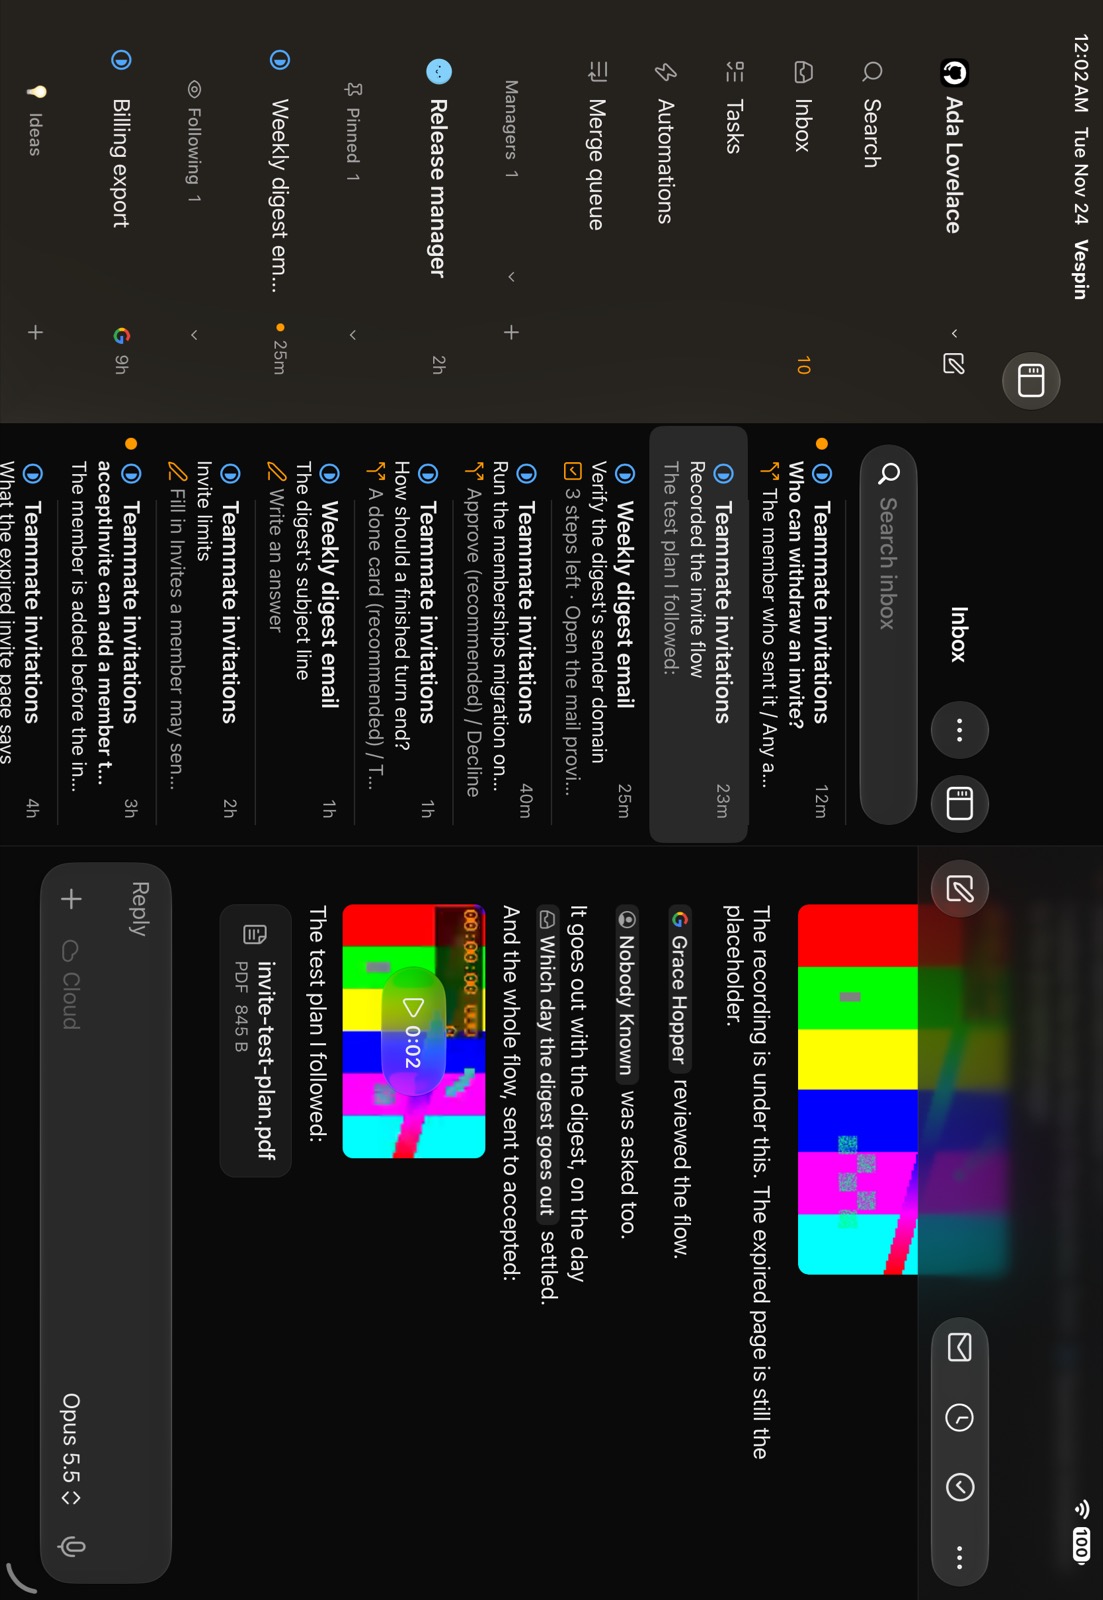 12:02 AM Tue Nov 24 Vespin
100
Ada Lovelace
Search
Inbox 10
Tasks
Automations
Merge queue
Managers 1
Release manager 2h
Pinned 1
Weekly digest em... 25m
Following 1
Billing export 9h
Ideas
Inbox
Search inbox
Teammate invitations 12m
Who can withdraw an invite?
The member who sent it / Any a...
Teammate invitations 23m
Recorded the invite flow
The test plan I followed:
Weekly digest email 25m
Verify the digest's sender domain
3 steps left · Open the mail provi...
Teammate invitations 40m
Run the memberships migration on...
Approve (recommended) / Decline
Teammate invitations 1h
How should a finished turn end?
A done card (recommended) / T...
Weekly digest email 1h
The digest's subject line
Write an answer
Teammate invitations 2h
Invite limits
Fill in Invites a member may sen...
Teammate invitations 3h
acceptInvite can add a member t...
The member is added before the in...
Teammate invitations 4h
What the expired invite page says
The recording is under this. The expired page is still the
placeholder.
Grace Hopper reviewed the flow.
Nobody Known was asked too.
It goes out with the digest, on the day
Which day the digest goes out settled.
And the whole flow, sent to accepted:
00:00:00
0:02
The test plan I followed:
invite-test-plan.pdf
PDF 845 B
Reply
Cloud
Opus 5.5